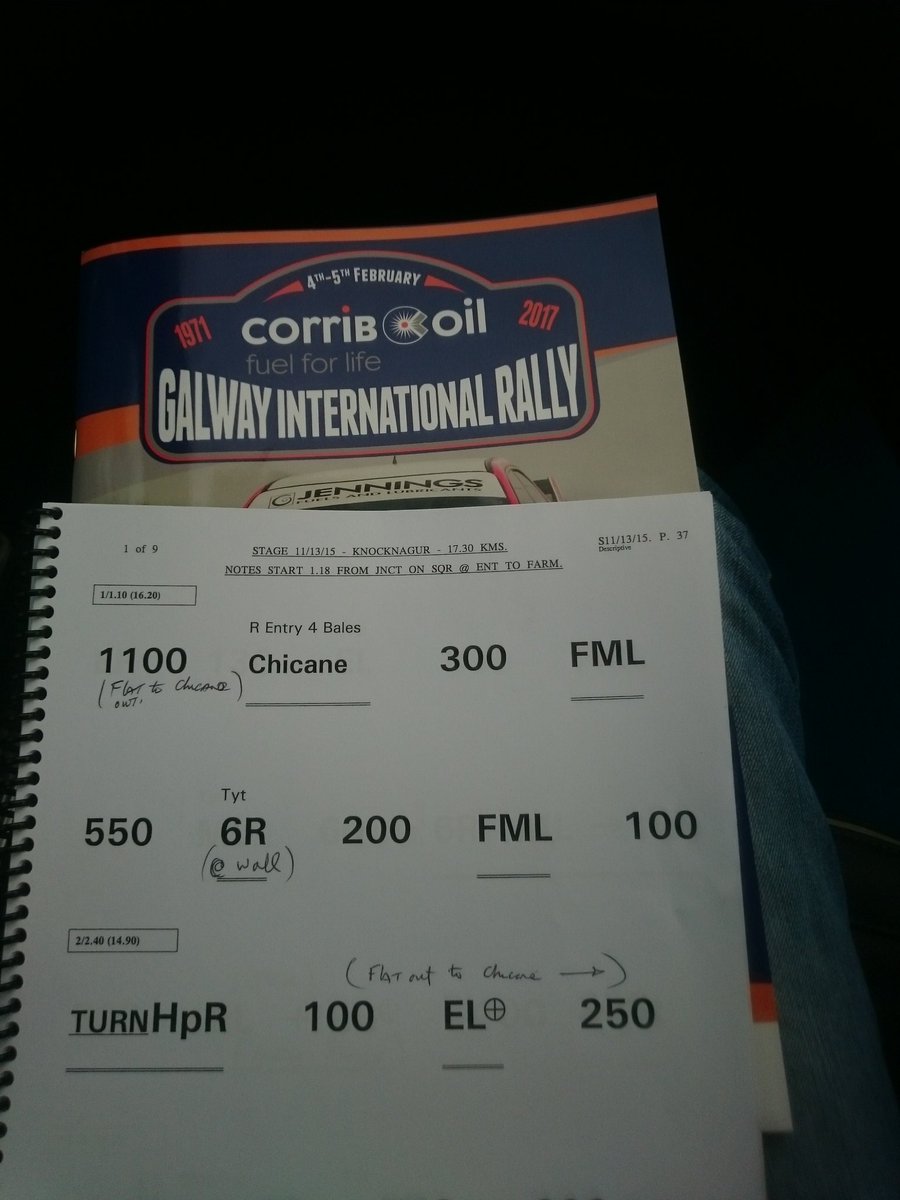 4TH-5TH FEBRUARY
1971 corriB oil 2017
fuel for life
GALWAY INTERNATIONAL RALLY
JENNINGS
FUELS AND LUBRICANTS
1 of 9 STAGE 11/13/15 - KNOCKNAGUR - 17.30 KMS. S11/13/15. P. 37
Descriptive
NOTES START 1.18 FROM JNCT ON SQR @ ENT TO FARM.
1/1.10 (16.20)
R Entry 4 Bales
1100 Chicane 300 FML
(FLAT to CHICANE
OUT.)
Tyt
550 6R 200 FML 100
(@ wall)
2/2.40 (14.90)
(FLAT out to Chicane →)
TURNHpR 100 EL⊕ 250